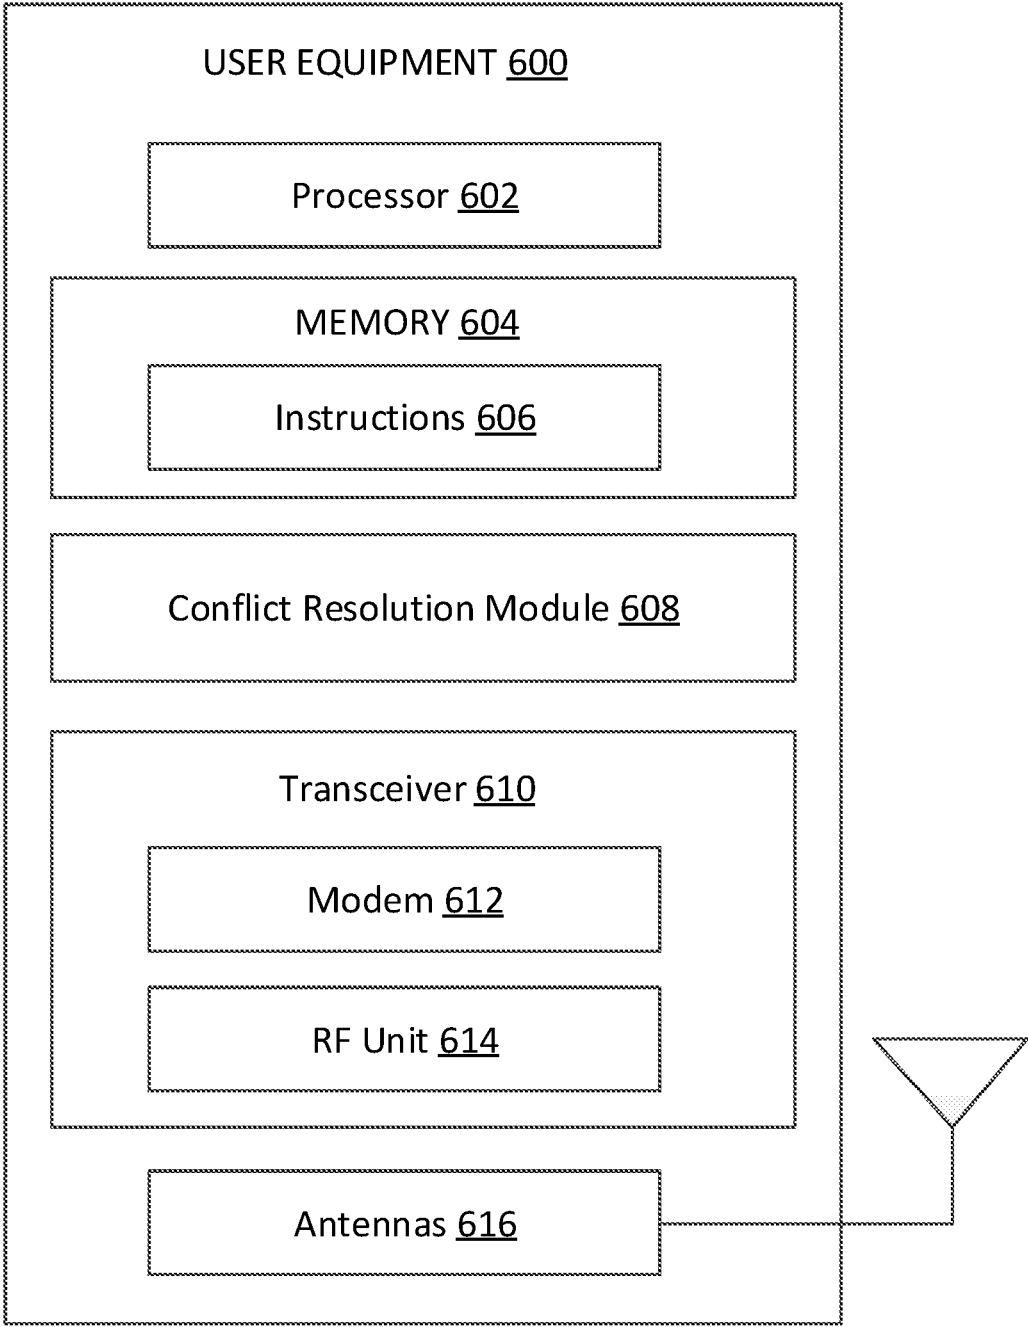 USER EQUIPMENT 600
Processor 602
MEMORY 604
Instructions 606
Conflict Resolution Module 608
Transceiver 610
Modem 612
RF Unit 614
Antennas 616